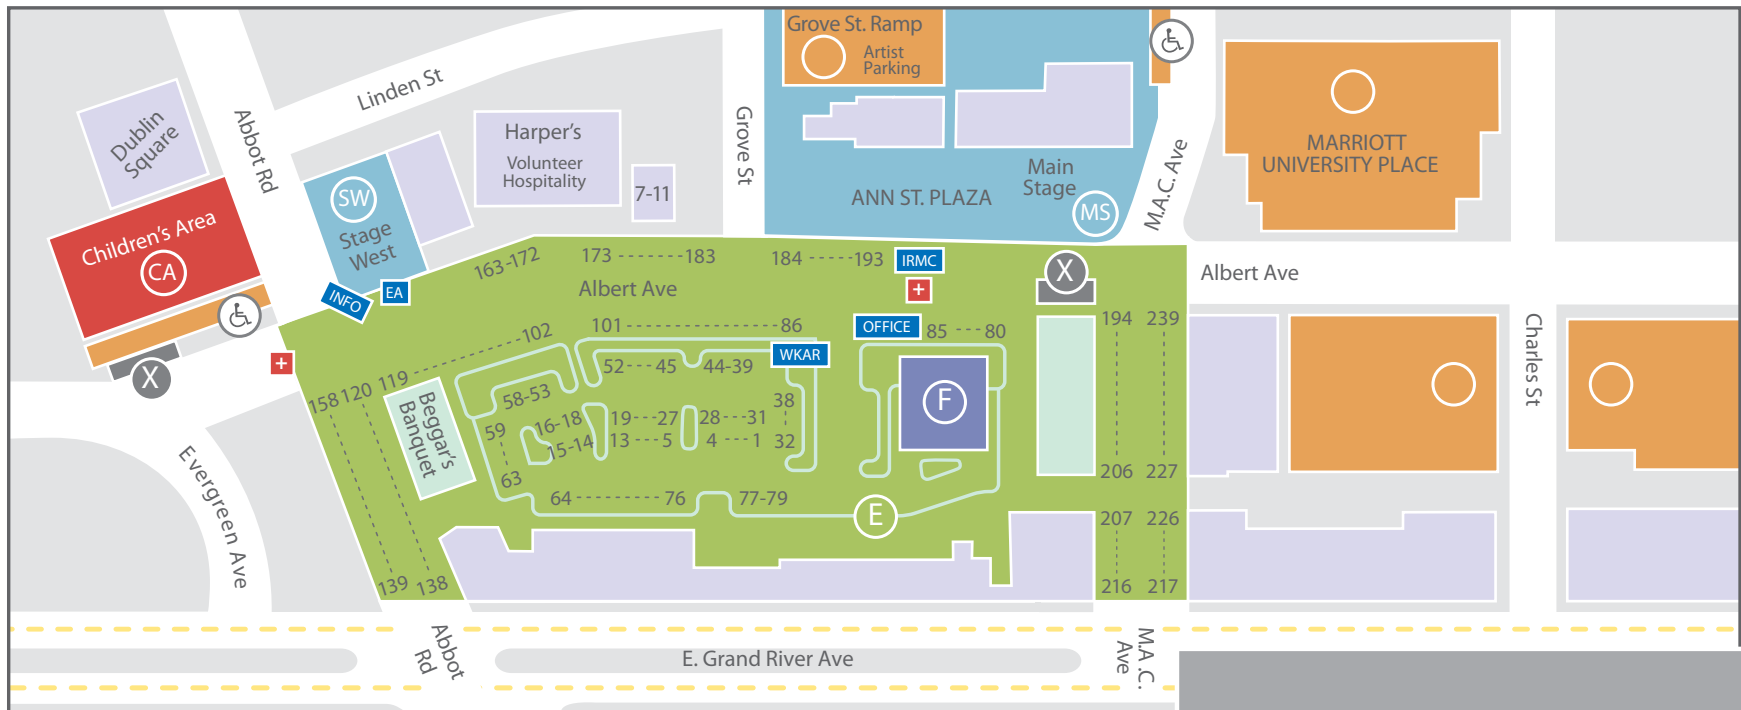 Grove St. Ramp
Artist
Parking
Linden St
Abbot Rd
Dublin
Square
Harper's
Volunteer
Hospitality
7-11
Grove St
ANN ST. PLAZA
Main
Stage
MS
M.A.C. Ave
MARRIOTT
UNIVERSITY PLACE
SW
Stage
West
Children's Area
CA
INFO
EA
163-172
173 ------- 183
184 ----- 193
IRMC
+
X
Albert Ave
Albert Ave
X
+
101 ---------------- 86
102
119
OFFICE
85 --- 80
WKAR
194
239
Charles St
52 --- 45
44-39
58-53
158
120
Beggar's
Banquet
59
63
16-18
15-14
19 --- 27
28 --- 31
13 --- 5
4 --- 1
38
32
F
206
227
64 --------- 76
77-79
E
207
226
216
217
139
138
Evergreen Ave
Abbot
Rd
E. Grand River Ave
M.A.C.
Ave